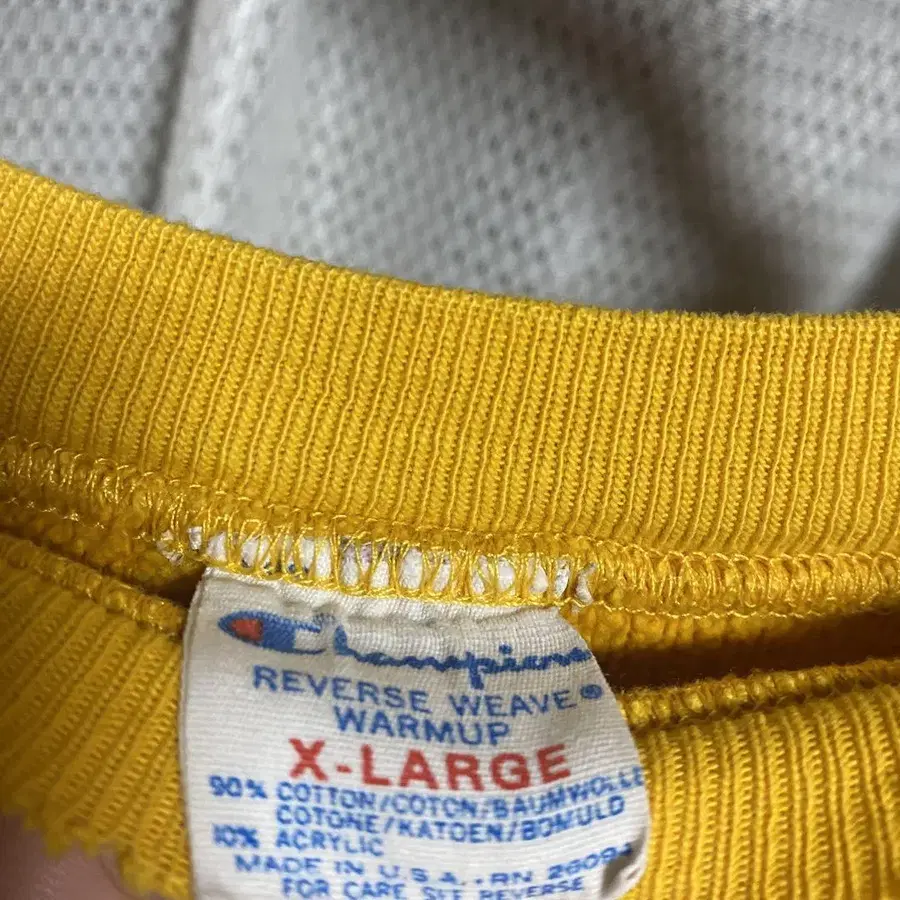 Champion
REVERSE WEAVE®
WARMUP
X-LARGE
90% COTTON/COTON/BAUMWOLLE
COTONE/KATOEN/BOMULD
10% ACRYLIC
MADE IN U.S.A. RN 26094
FOR CARE SEE REVERSE